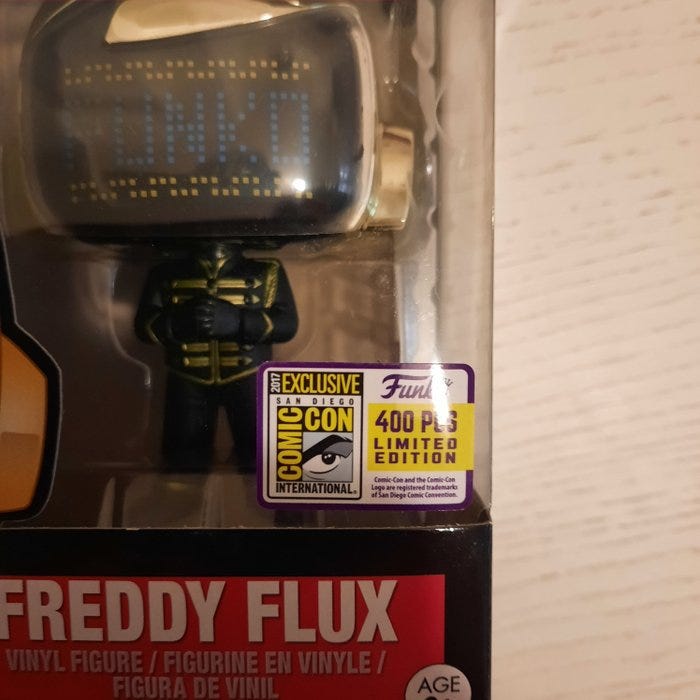 FUNKO
2017 EXCLUSIVE
SAN DIEGO
COMIC CON
INTERNATIONAL®
Funko
400 PCS
LIMITED
EDITION
Comic-Con and the Comic-Con
Logo are registered trademarks
of San Diego Comic Convention.
FREDDY FLUX
VINYL FIGURE / FIGURINE EN VINYLE /
FIGURA DE VINIL
AGE